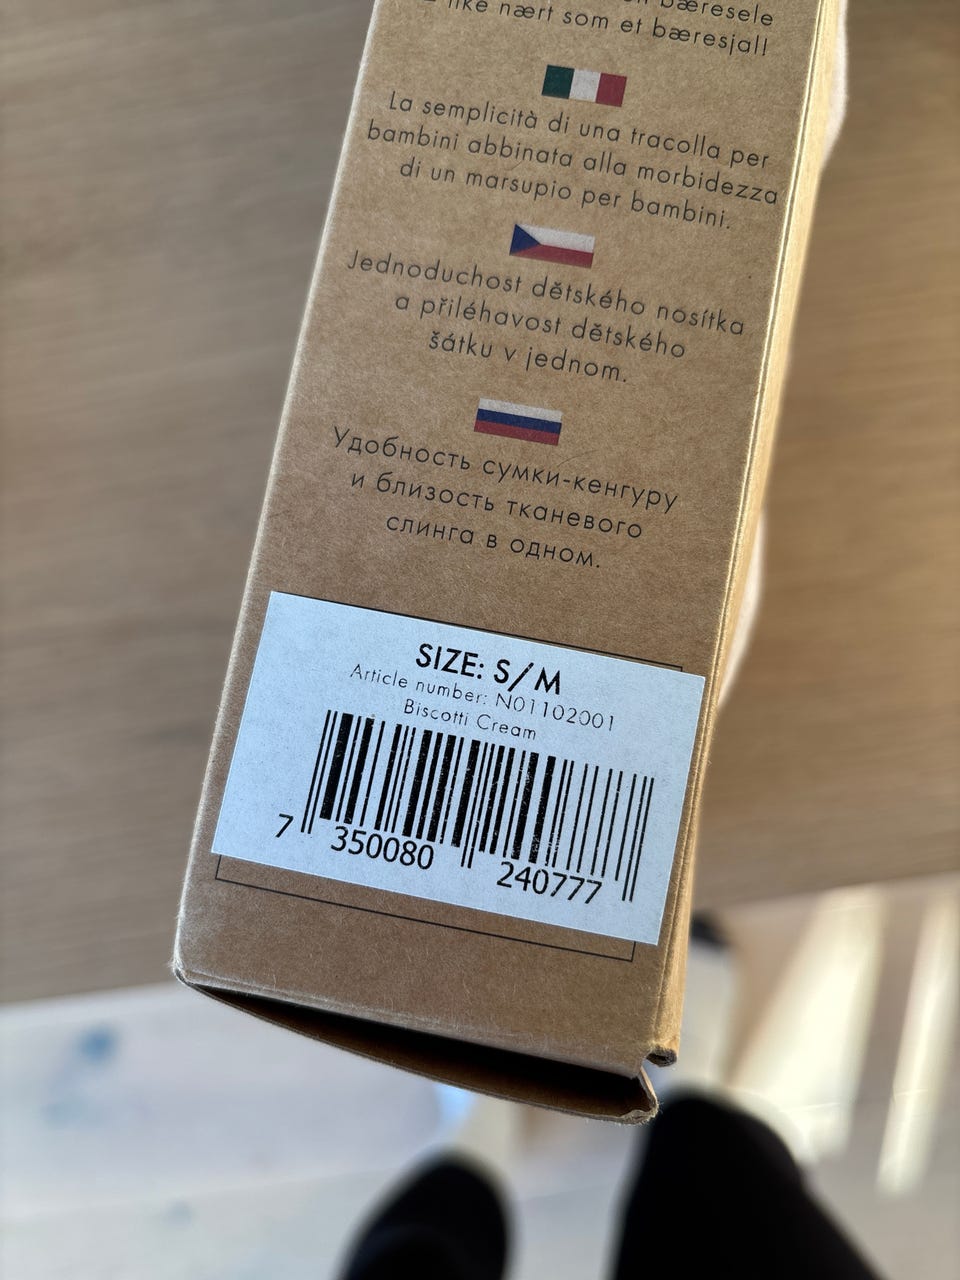 bæresele
like nært som et bæresjal!
La semplicità di una tracolla per
bambini abbinata alla morbidezza
di un marsupio per bambini.
Jednoduchost dětského nosítka
a přiléhavost dětského
šátku v jednom.
Удобность сумки-кенгуру
и близость тканевого
слинга в одном.
SIZE: S/M
Article number: N01102001
Biscotti Cream
7 350080 240777